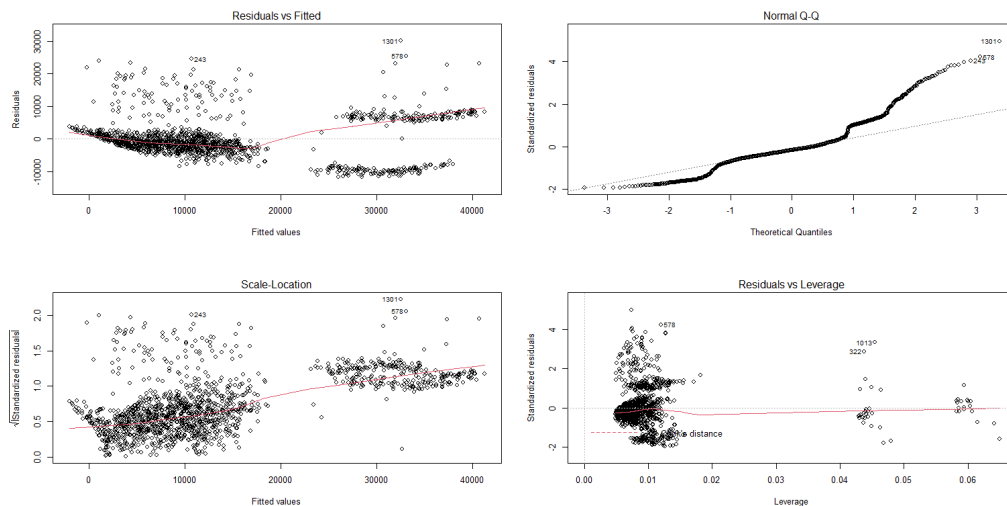 Residuals vs Fitted
Residuals
30000
20000
10000
0
-10000
1301
578
243
0 10000 20000 30000 40000
Fitted values
Normal Q-Q
Standardized residuals
4
2
0
-2
1301
578
243
-3 -2 -1 0 1 2 3
Theoretical Quantiles
Scale-Location
√|Standardized residuals|
2.0
1.5
1.0
0.5
0.0
1301
578
243
0 10000 20000 30000 40000
Fitted values
Residuals vs Leverage
Standardized residuals
4
2
0
-2
578
1013
322
distance
0.00 0.01 0.02 0.03 0.04 0.05 0.06
Leverage